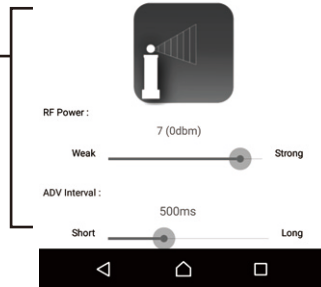 RF Power :
7 (0dbm)
Weak Strong
ADV Interval :
500ms
Short Long